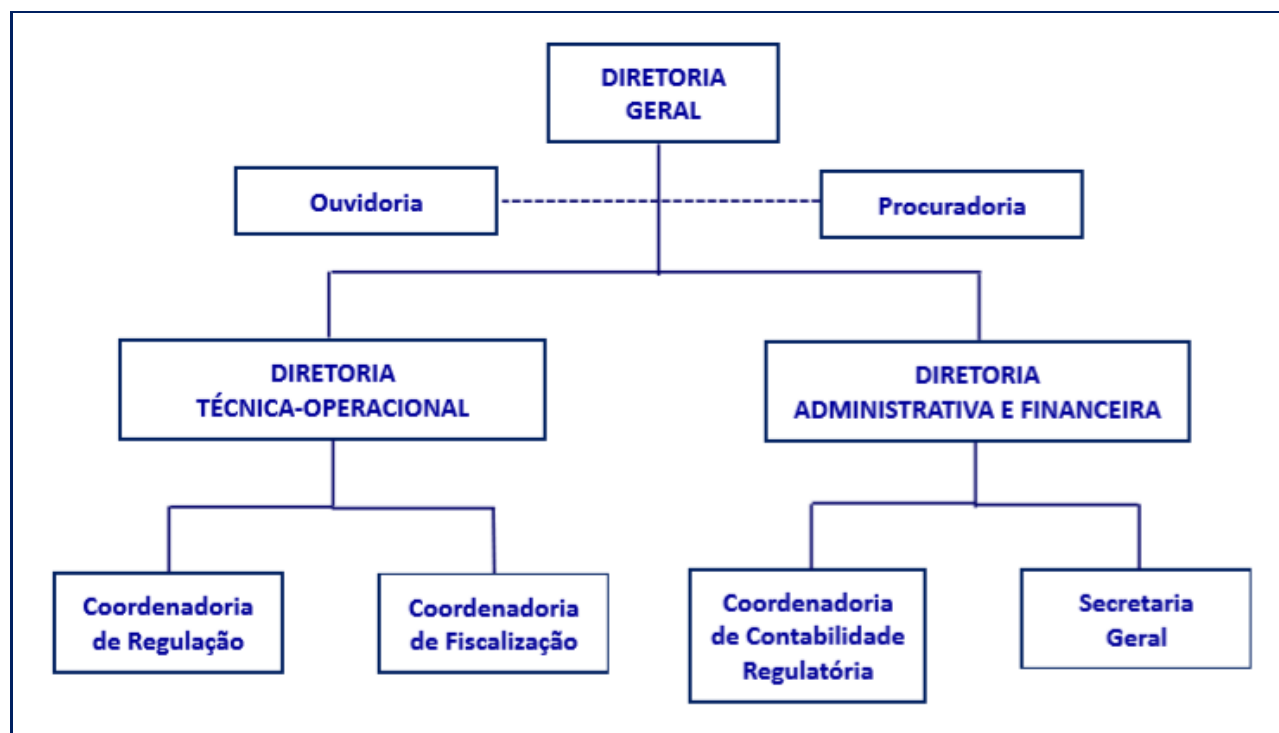 DIRETORIA
GERAL
Ouvidoria
Procuradoria
DIRETORIA
TÉCNICA-OPERACIONAL
DIRETORIA
ADMINISTRATIVA E FINANCEIRA
Coordenadoria
de Regulação
Coordenadoria
de Fiscalização
Coordenadoria
de Contabilidade
Regulatória
Secretaria
Geral